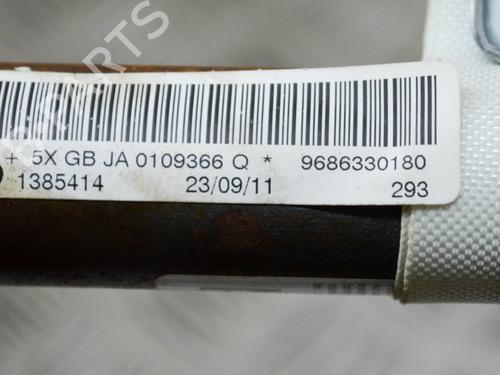 + 5X GB JA 0109366 Q * 9686330180
1385414 23/09/11 293